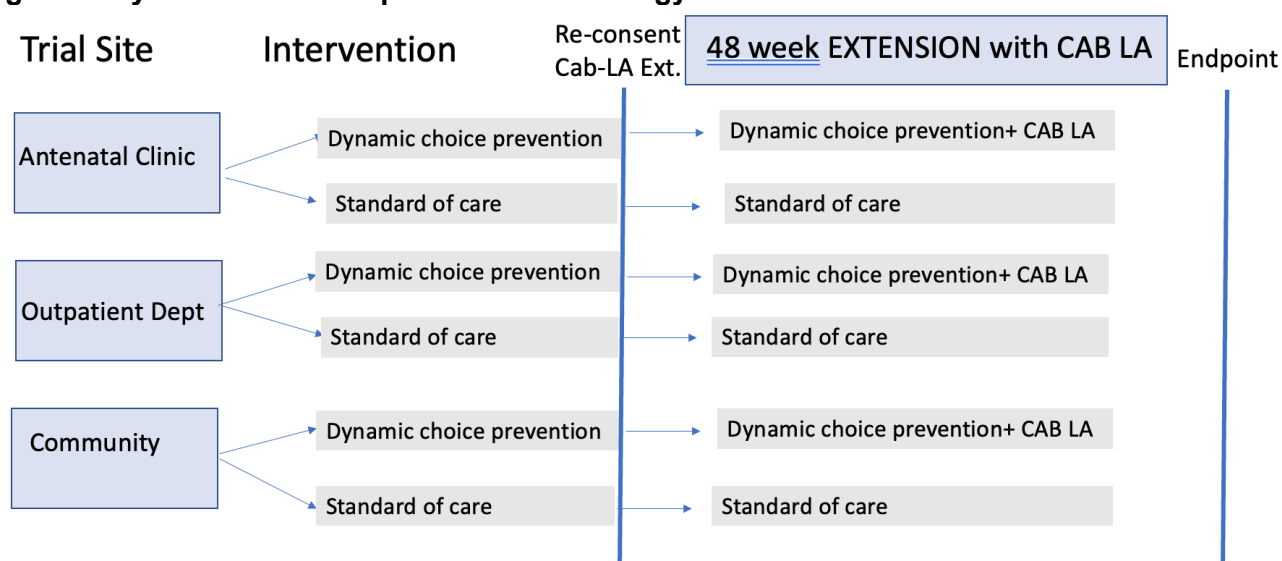 Trial Site
Intervention
Re-consent
Cab-LA Ext.
48 week EXTENSION with CAB LA
Endpoint
Antenatal Clinic
Dynamic choice prevention
Dynamic choice prevention+ CAB LA
Standard of care
Standard of care
Outpatient Dept
Dynamic choice prevention
Dynamic choice prevention+ CAB LA
Standard of care
Standard of care
Community
Dynamic choice prevention
Dynamic choice prevention+ CAB LA
Standard of care
Standard of care